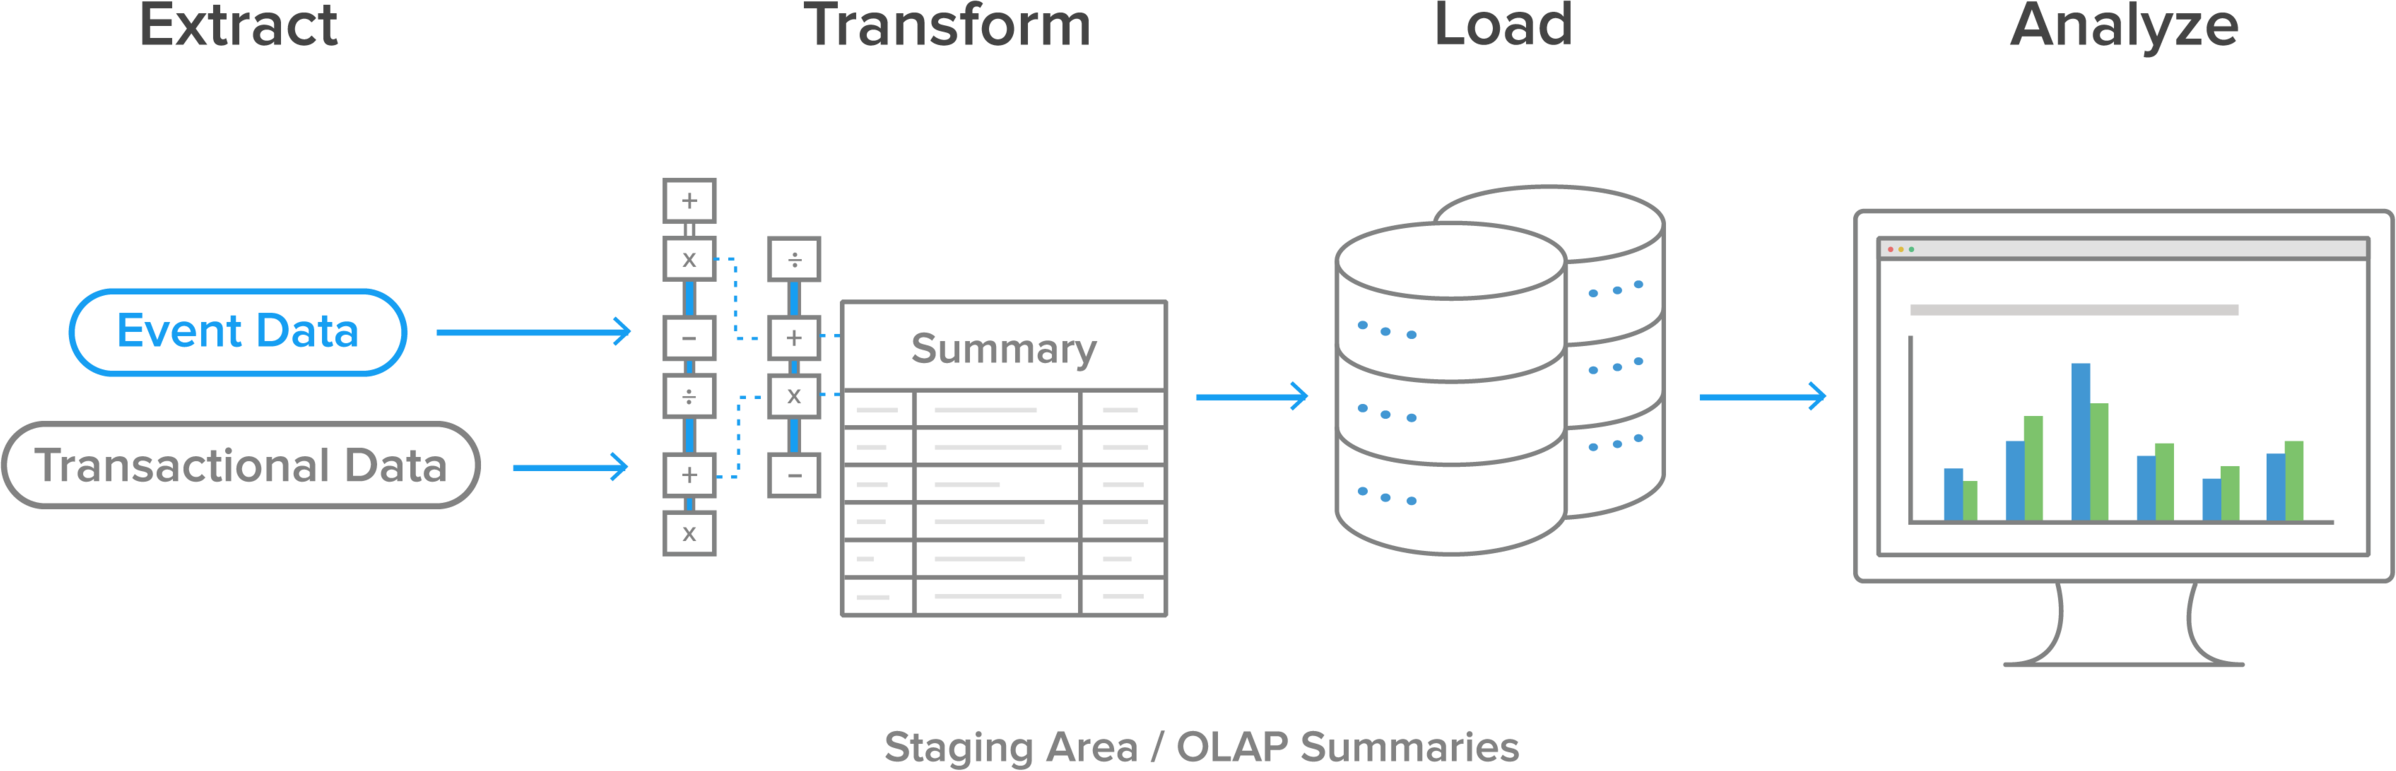 Extract
Transform
Load
Analyze
Event Data
Transactional Data
+
x
−
÷
+
x
÷
+
x
−
Summary
Staging Area / OLAP Summaries